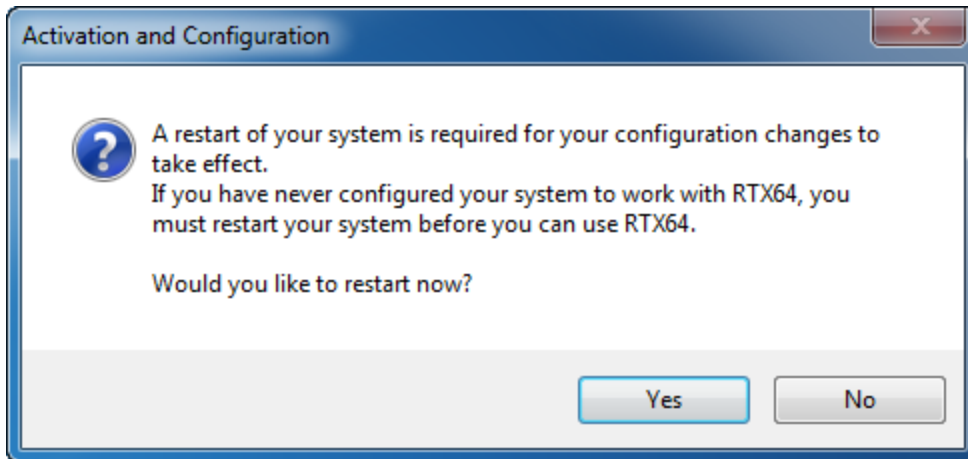 Activation and Configuration
A restart of your system is required for your configuration changes to
take effect.
If you have never configured your system to work with RTX64, you
must restart your system before you can use RTX64.
Would you like to restart now?
Yes
No